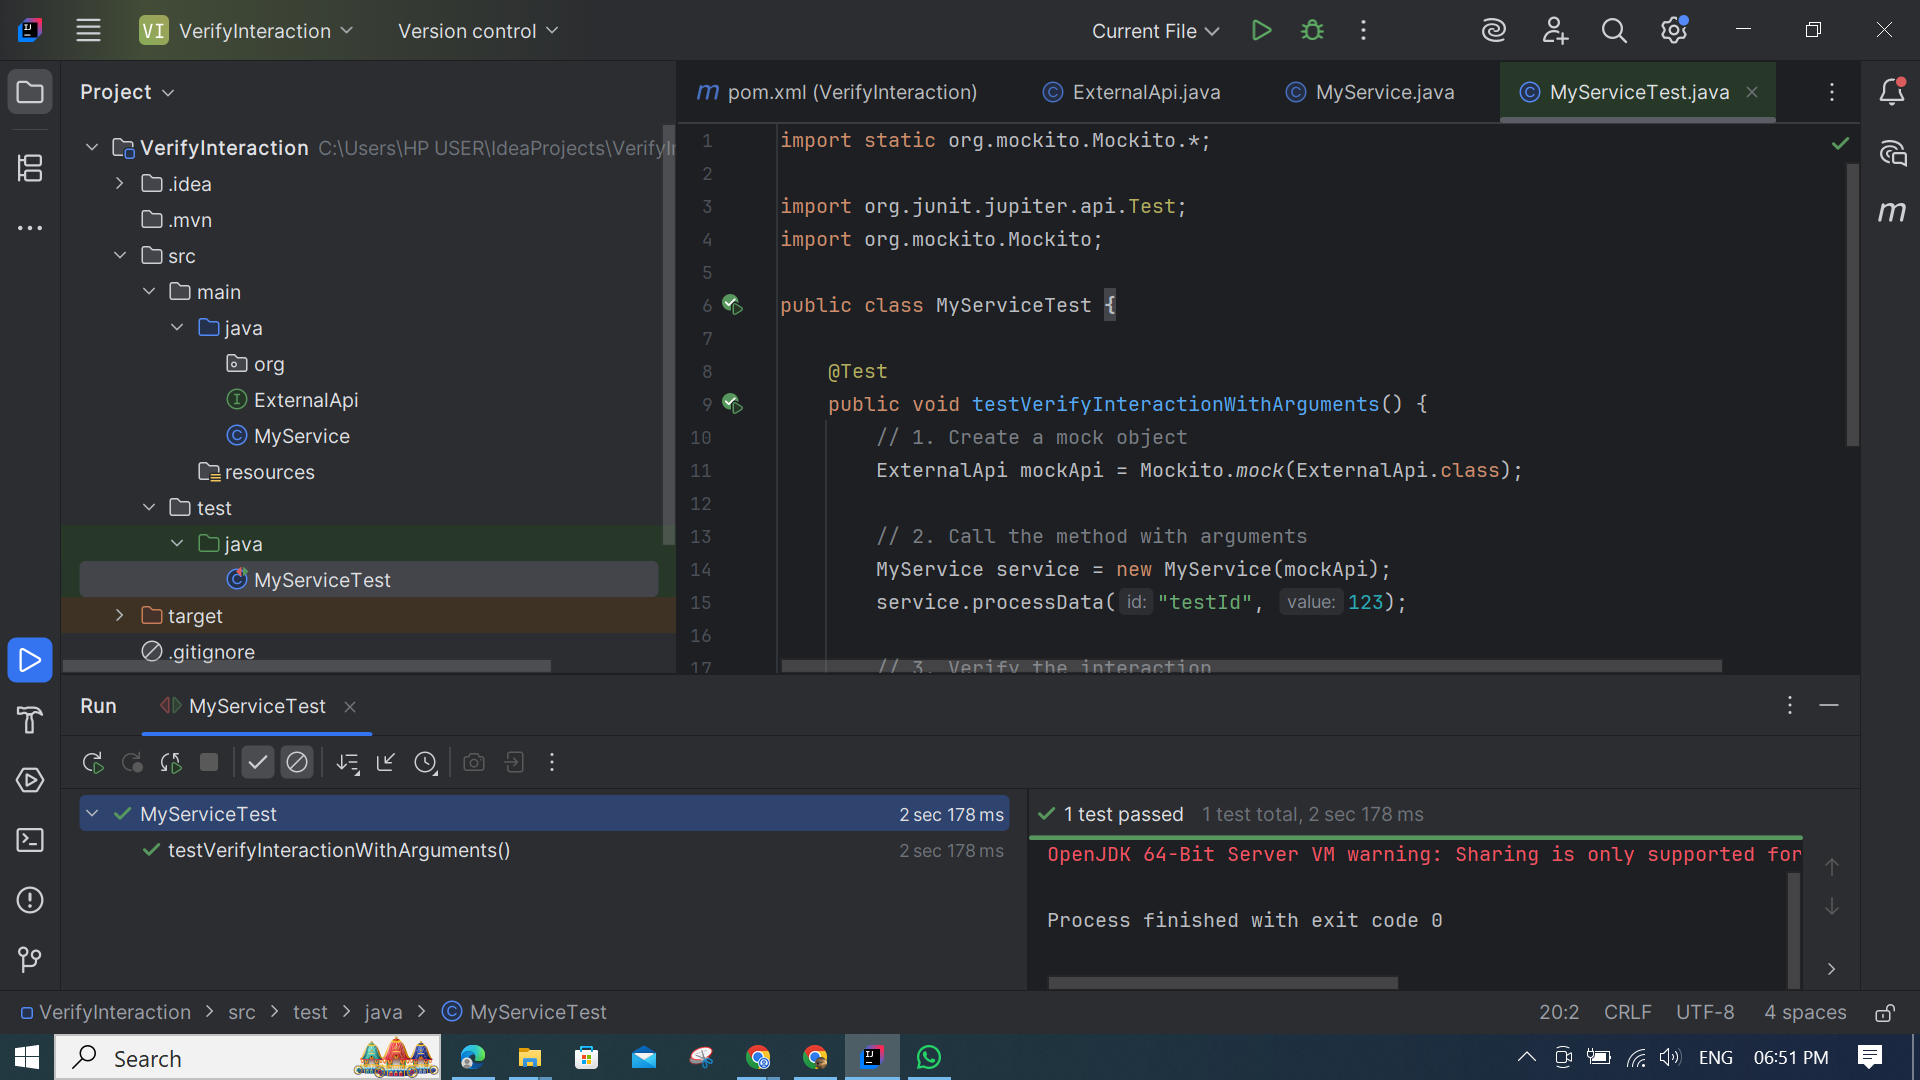 VI VerifyInteraction Version control Current File
Project
VerifyInteraction C:\Users\HP USER\IdeaProjects\VerifyI
.idea
.mvn
src
main
java
org
ExternalApi
MyService
resources
test
java
MyServiceTest
target
.gitignore
pom.xml (VerifyInteraction) ExternalApi.java MyService.java MyServiceTest.java
1 import static org.mockito.Mockito.*;
2
3 import org.junit.jupiter.api.Test;
4 import org.mockito.Mockito;
5
6 public class MyServiceTest {
7
8 @Test
9 public void testVerifyInteractionWithArguments() {
10 // 1. Create a mock object
11 ExternalApi mockApi = Mockito.mock(ExternalApi.class);
12
13 // 2. Call the method with arguments
14 MyService service = new MyService(mockApi);
15 service.processData( id: "testId", value: 123);
16
17 // 3. Verify the interaction
Run MyServiceTest
MyServiceTest 2 sec 178 ms
testVerifyInteractionWithArguments() 2 sec 178 ms
1 test passed 1 test total, 2 sec 178 ms
OpenJDK 64-Bit Server VM warning: Sharing is only supported for
Process finished with exit code 0
VerifyInteraction > src > test > java > MyServiceTest 20:2 CRLF UTF-8 4 spaces
Search ENG 06:51 PM